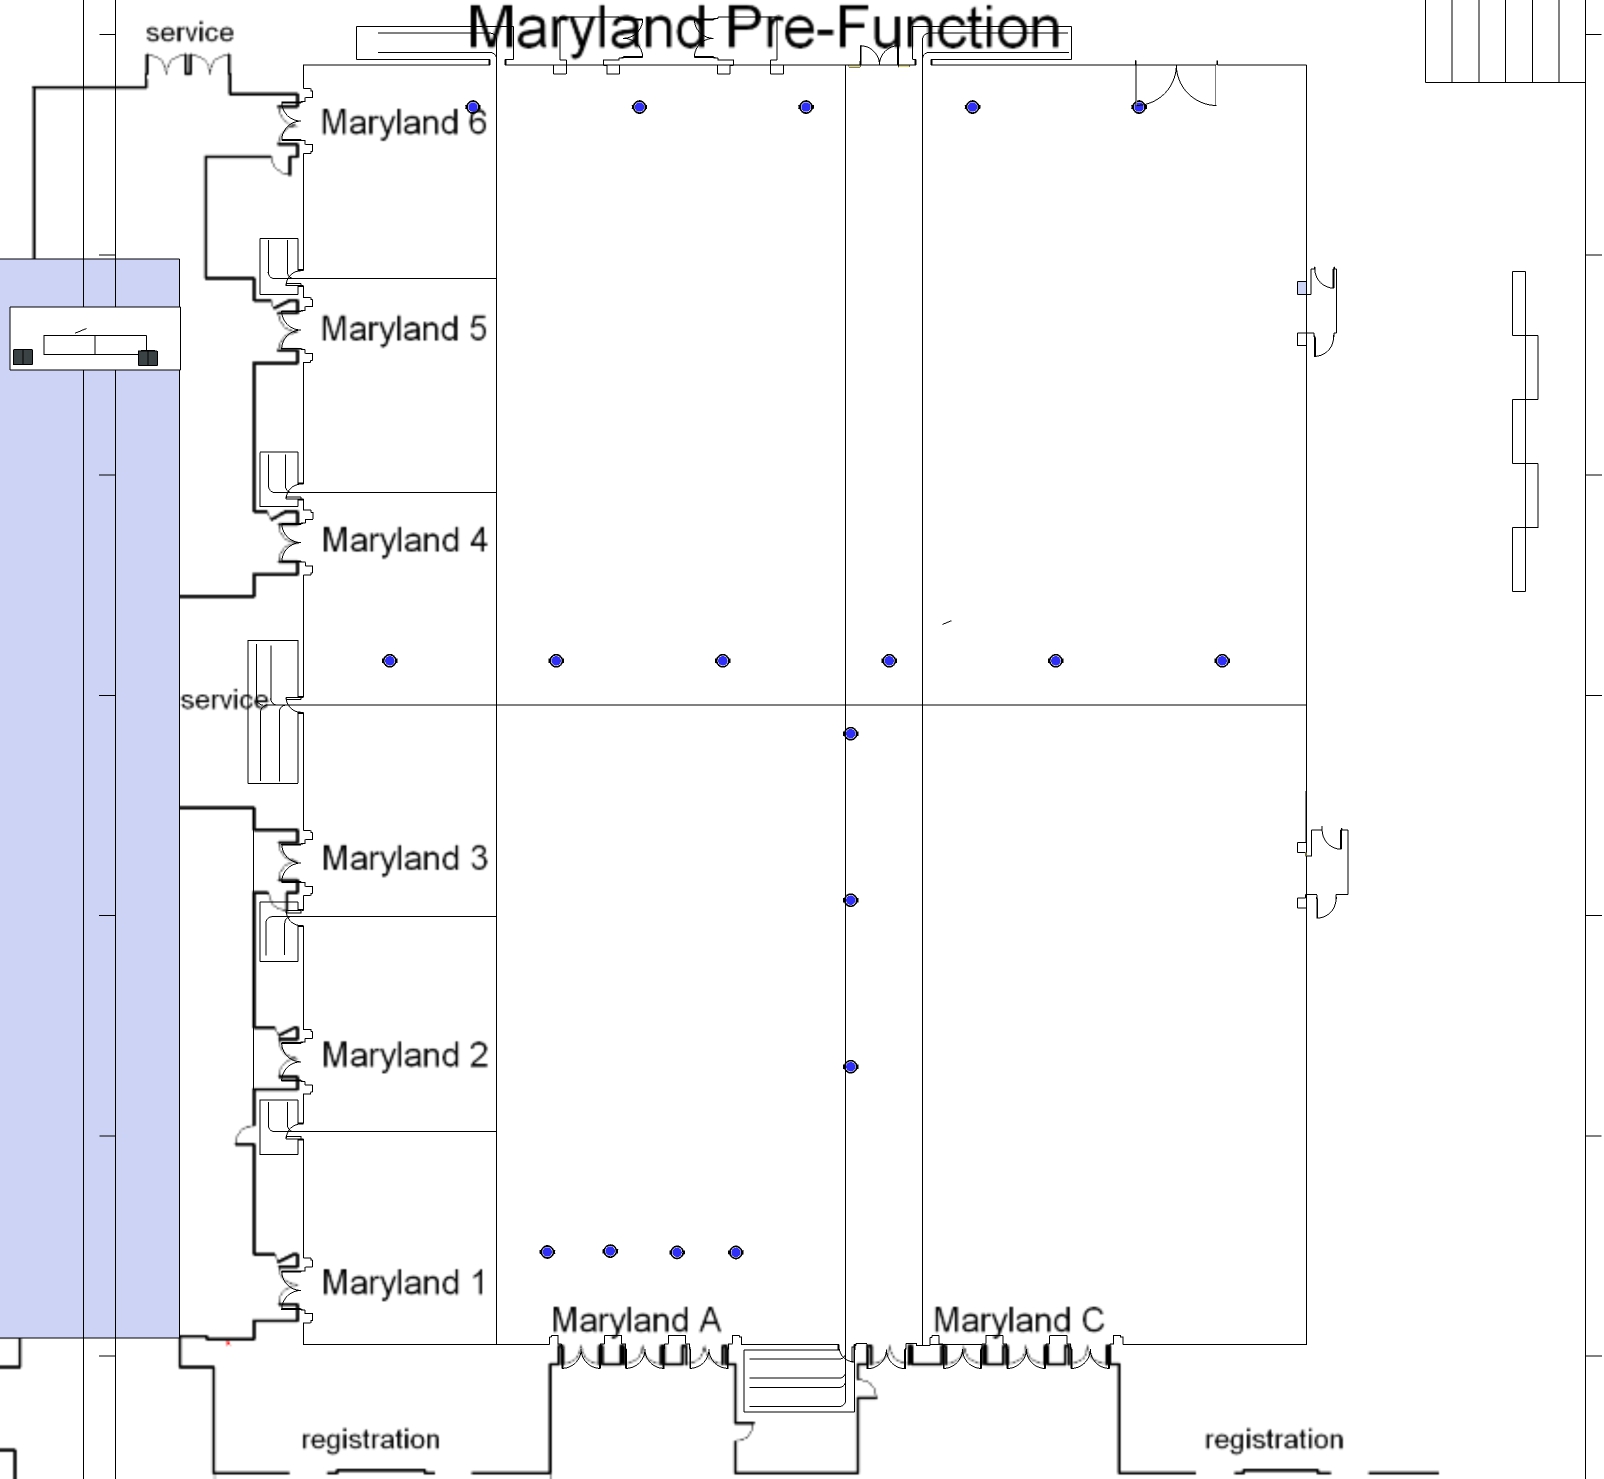 Maryland Pre-Function
service
Maryland 6
Maryland 5
Maryland 4
service
Maryland 3
Maryland 2
Maryland 1
Maryland A
Maryland C
registration
registration